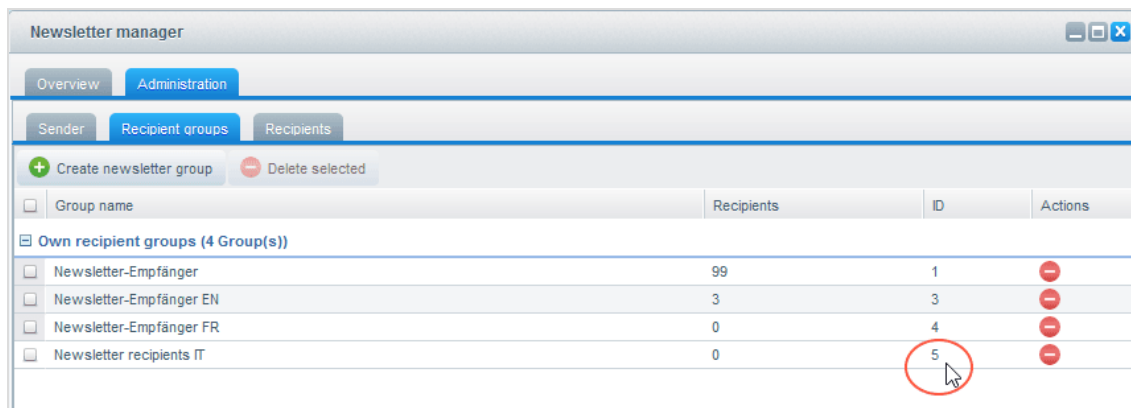 Newsletter manager
Overview Administration
Sender Recipient groups Recipients
Create newsletter group Delete selected
Group name Recipients ID Actions
Own recipient groups (4 Group(s))
Newsletter-Empfänger 99 1
Newsletter-Empfänger EN 3 3
Newsletter-Empfänger FR 0 4
Newsletter recipients IT 0 5